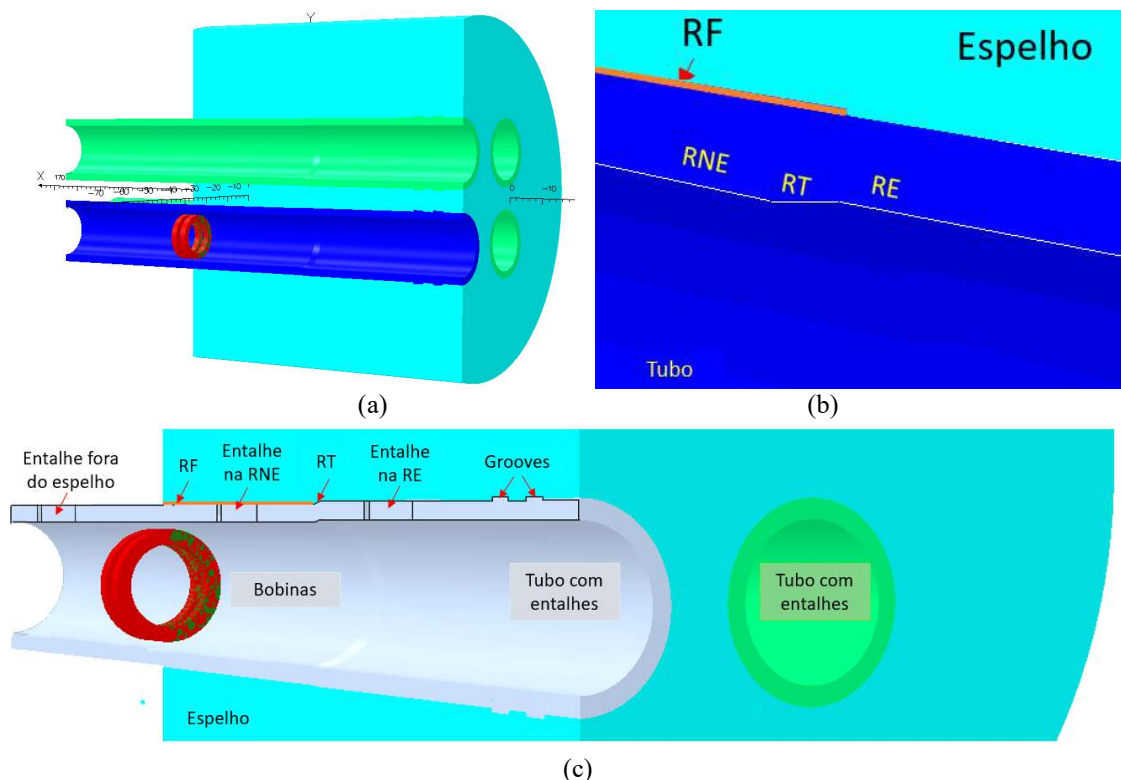 Y
X
170
-70
-60
-50
-40
-30
-20
-10
0
-10
(a)
RF
Espelho
RNE
RT
RE
Tubo
(b)
Entalhe fora
do espelho
RF
Entalhe
na RNE
RT
Entalhe
na RE
Grooves
Bobinas
Tubo com
entalhes
Tubo com
entalhes
Espelho
(c)